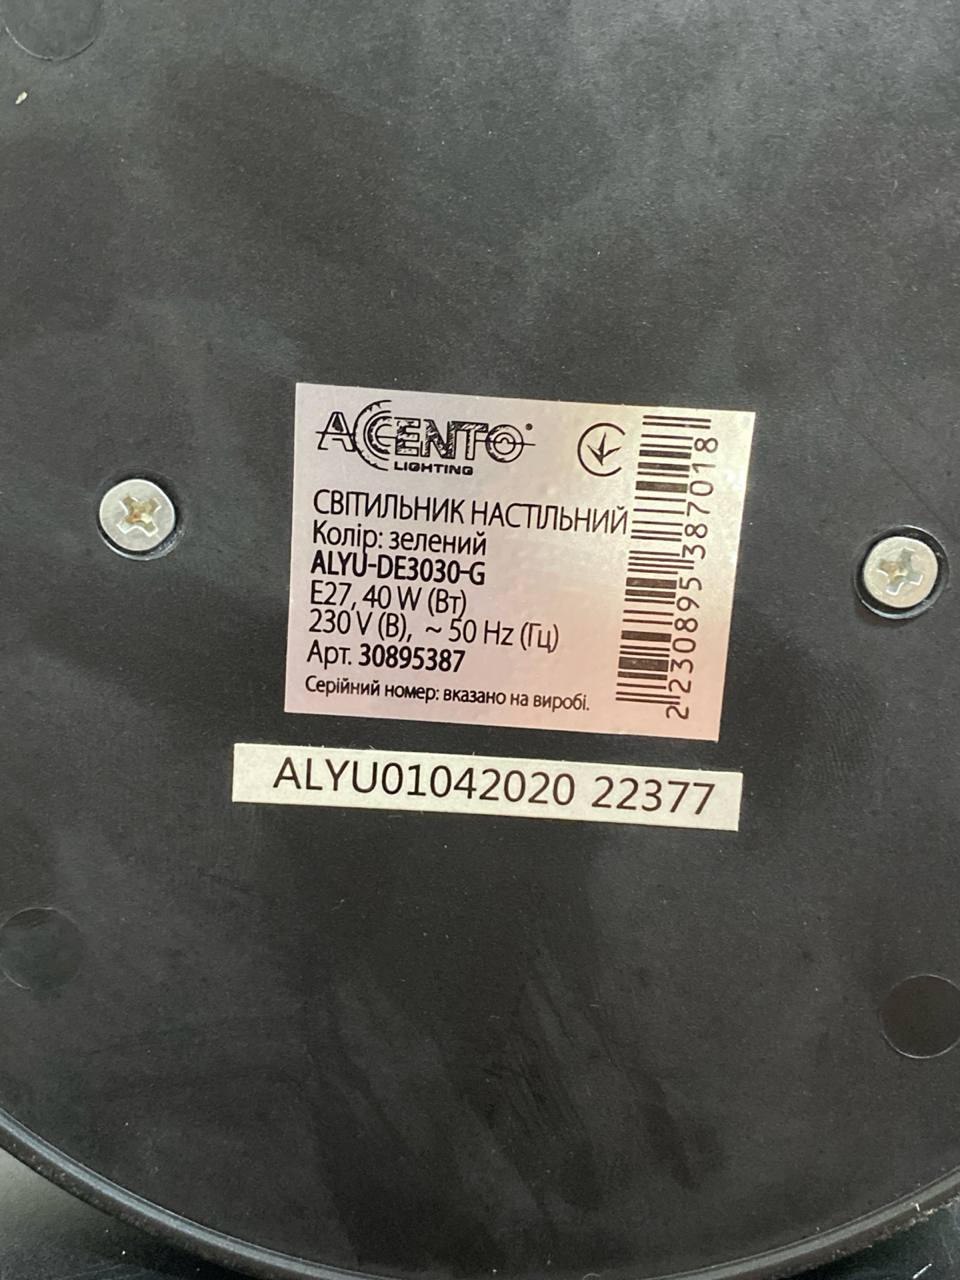 ACCENTO®
LIGHTING
СВІТИЛЬНИК НАСТІЛЬНИЙ
Колір: зелений
ALYU-DE3030-G
E27, 40 W (Вт)
230 V (В), ~ 50 Hz (Гц)
Арт. 30895387
Серійний номер: вказано на виробі.
2230895387018
ALYU01042020 22377